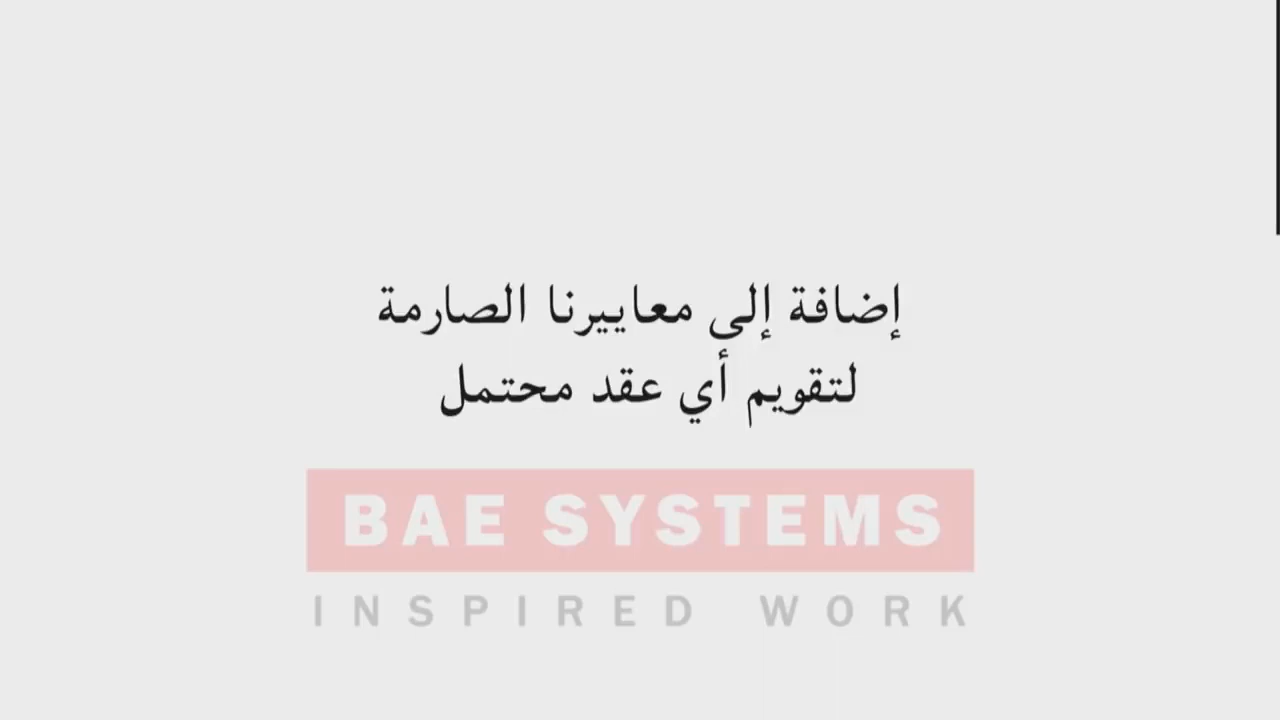 إضافة إلى معاييرنا الصارمة
لتقويم أي عقد محتمل
BAE SYSTEMS
INSPIRED WORK